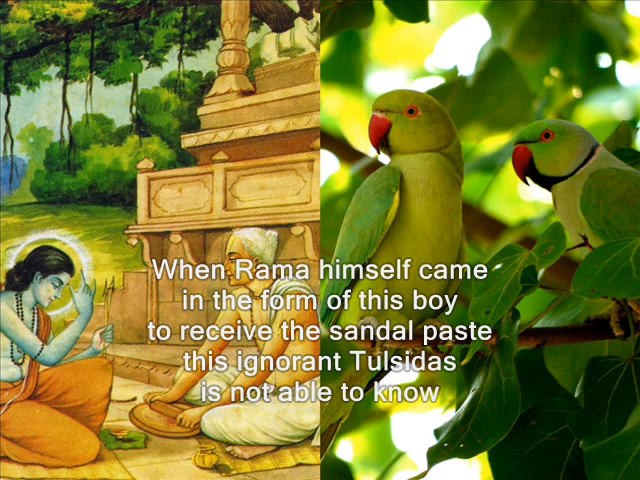 When Rama himself came
in the form of this boy
to receive the sandal paste
this ignorant Tulsidas
is not able to know